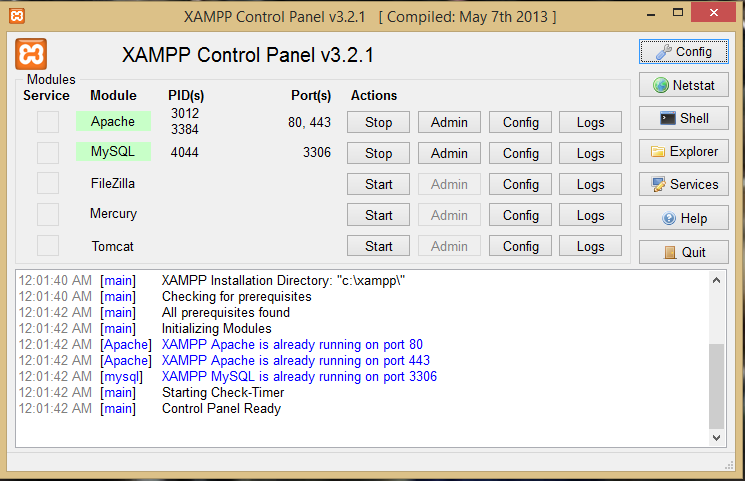 XAMPP Control Panel v3.2.1 [ Compiled: May 7th 2013 ]
XAMPP Control Panel v3.2.1
Config
Modules
Service Module PID(s) Port(s) Actions
Netstat
Apache 3012 3384 80, 443 Stop Admin Config Logs
Shell
MySQL 4044 3306 Stop Admin Config Logs
Explorer
FileZilla Start Admin Config Logs
Services
Mercury Start Admin Config Logs
Help
Tomcat Start Admin Config Logs
Quit
12:01:40 AM [main] XAMPP Installation Directory: "c:\xampp\"
12:01:40 AM [main] Checking for prerequisites
12:01:42 AM [main] All prerequisites found
12:01:42 AM [main] Initializing Modules
12:01:42 AM [Apache] XAMPP Apache is already running on port 80
12:01:42 AM [Apache] XAMPP Apache is already running on port 443
12:01:42 AM [mysql] XAMPP MySQL is already running on port 3306
12:01:42 AM [main] Starting Check-Timer
12:01:42 AM [main] Control Panel Ready